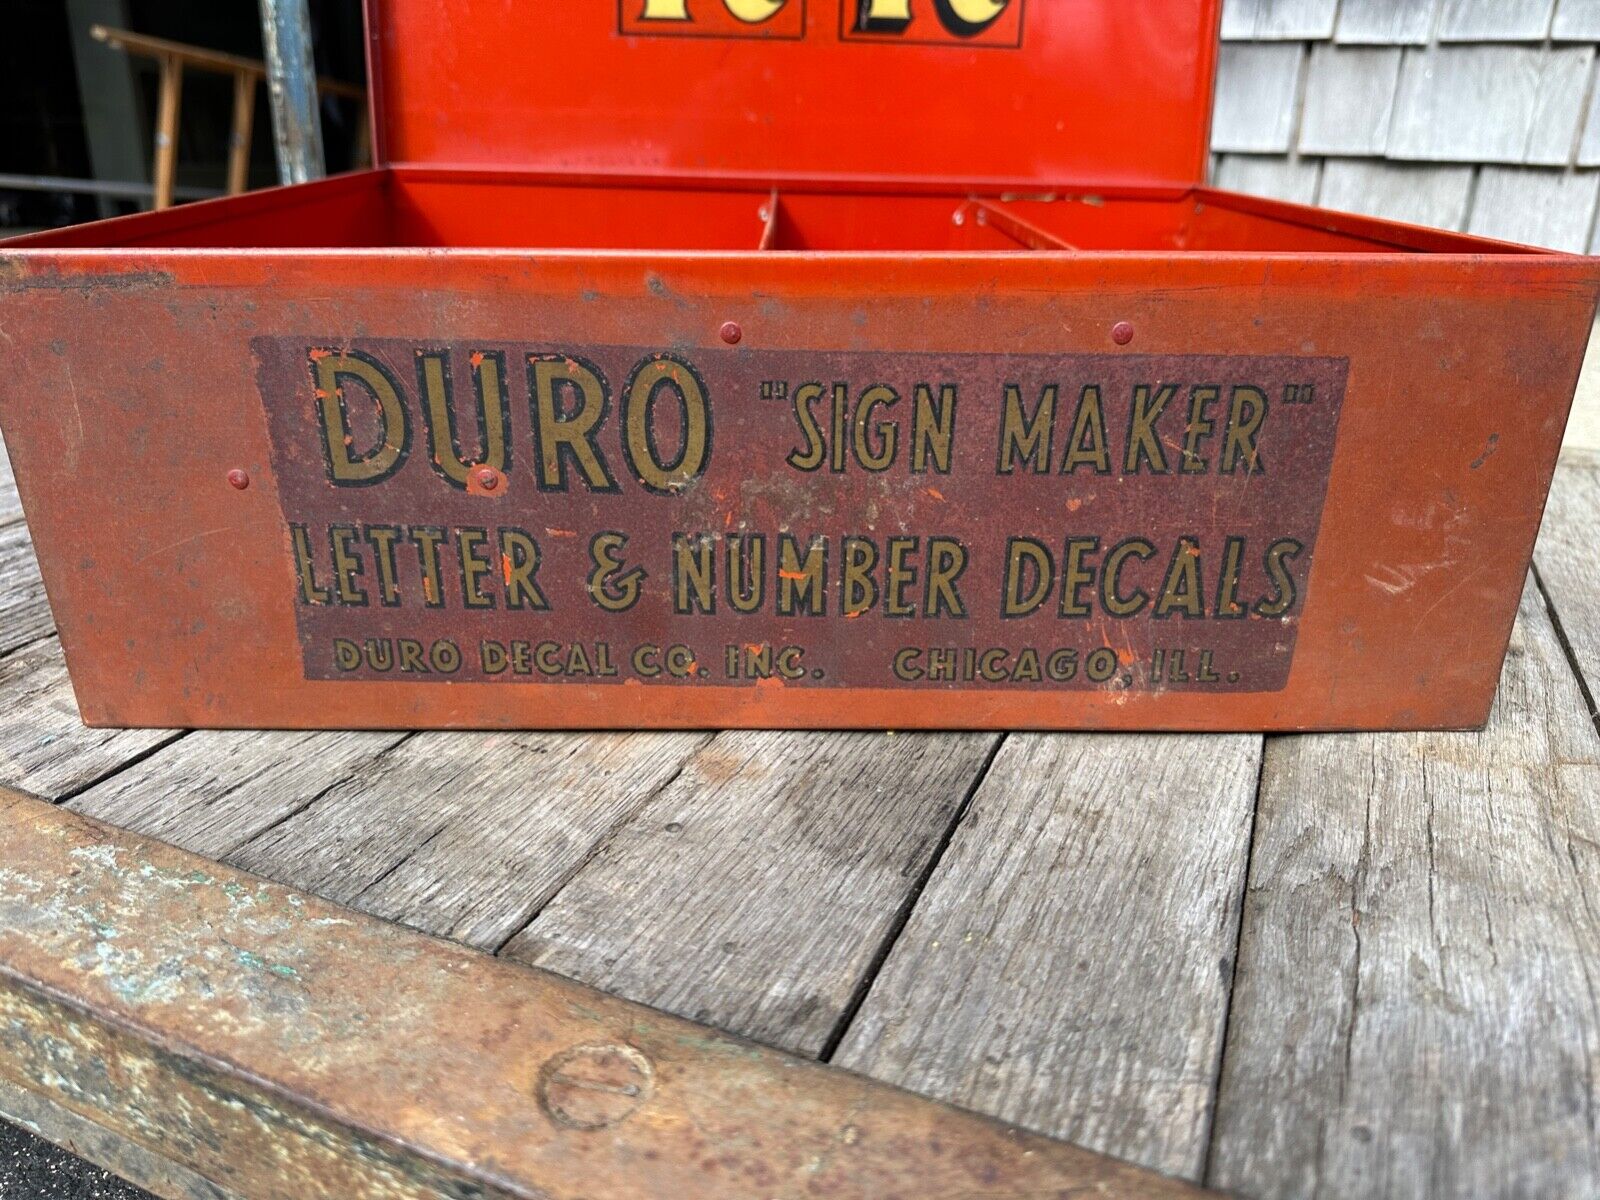 DURO "SIGN MAKER"
LETTER & NUMBER DECALS
DURO DECAL CO. INC. CHICAGO, ILL.